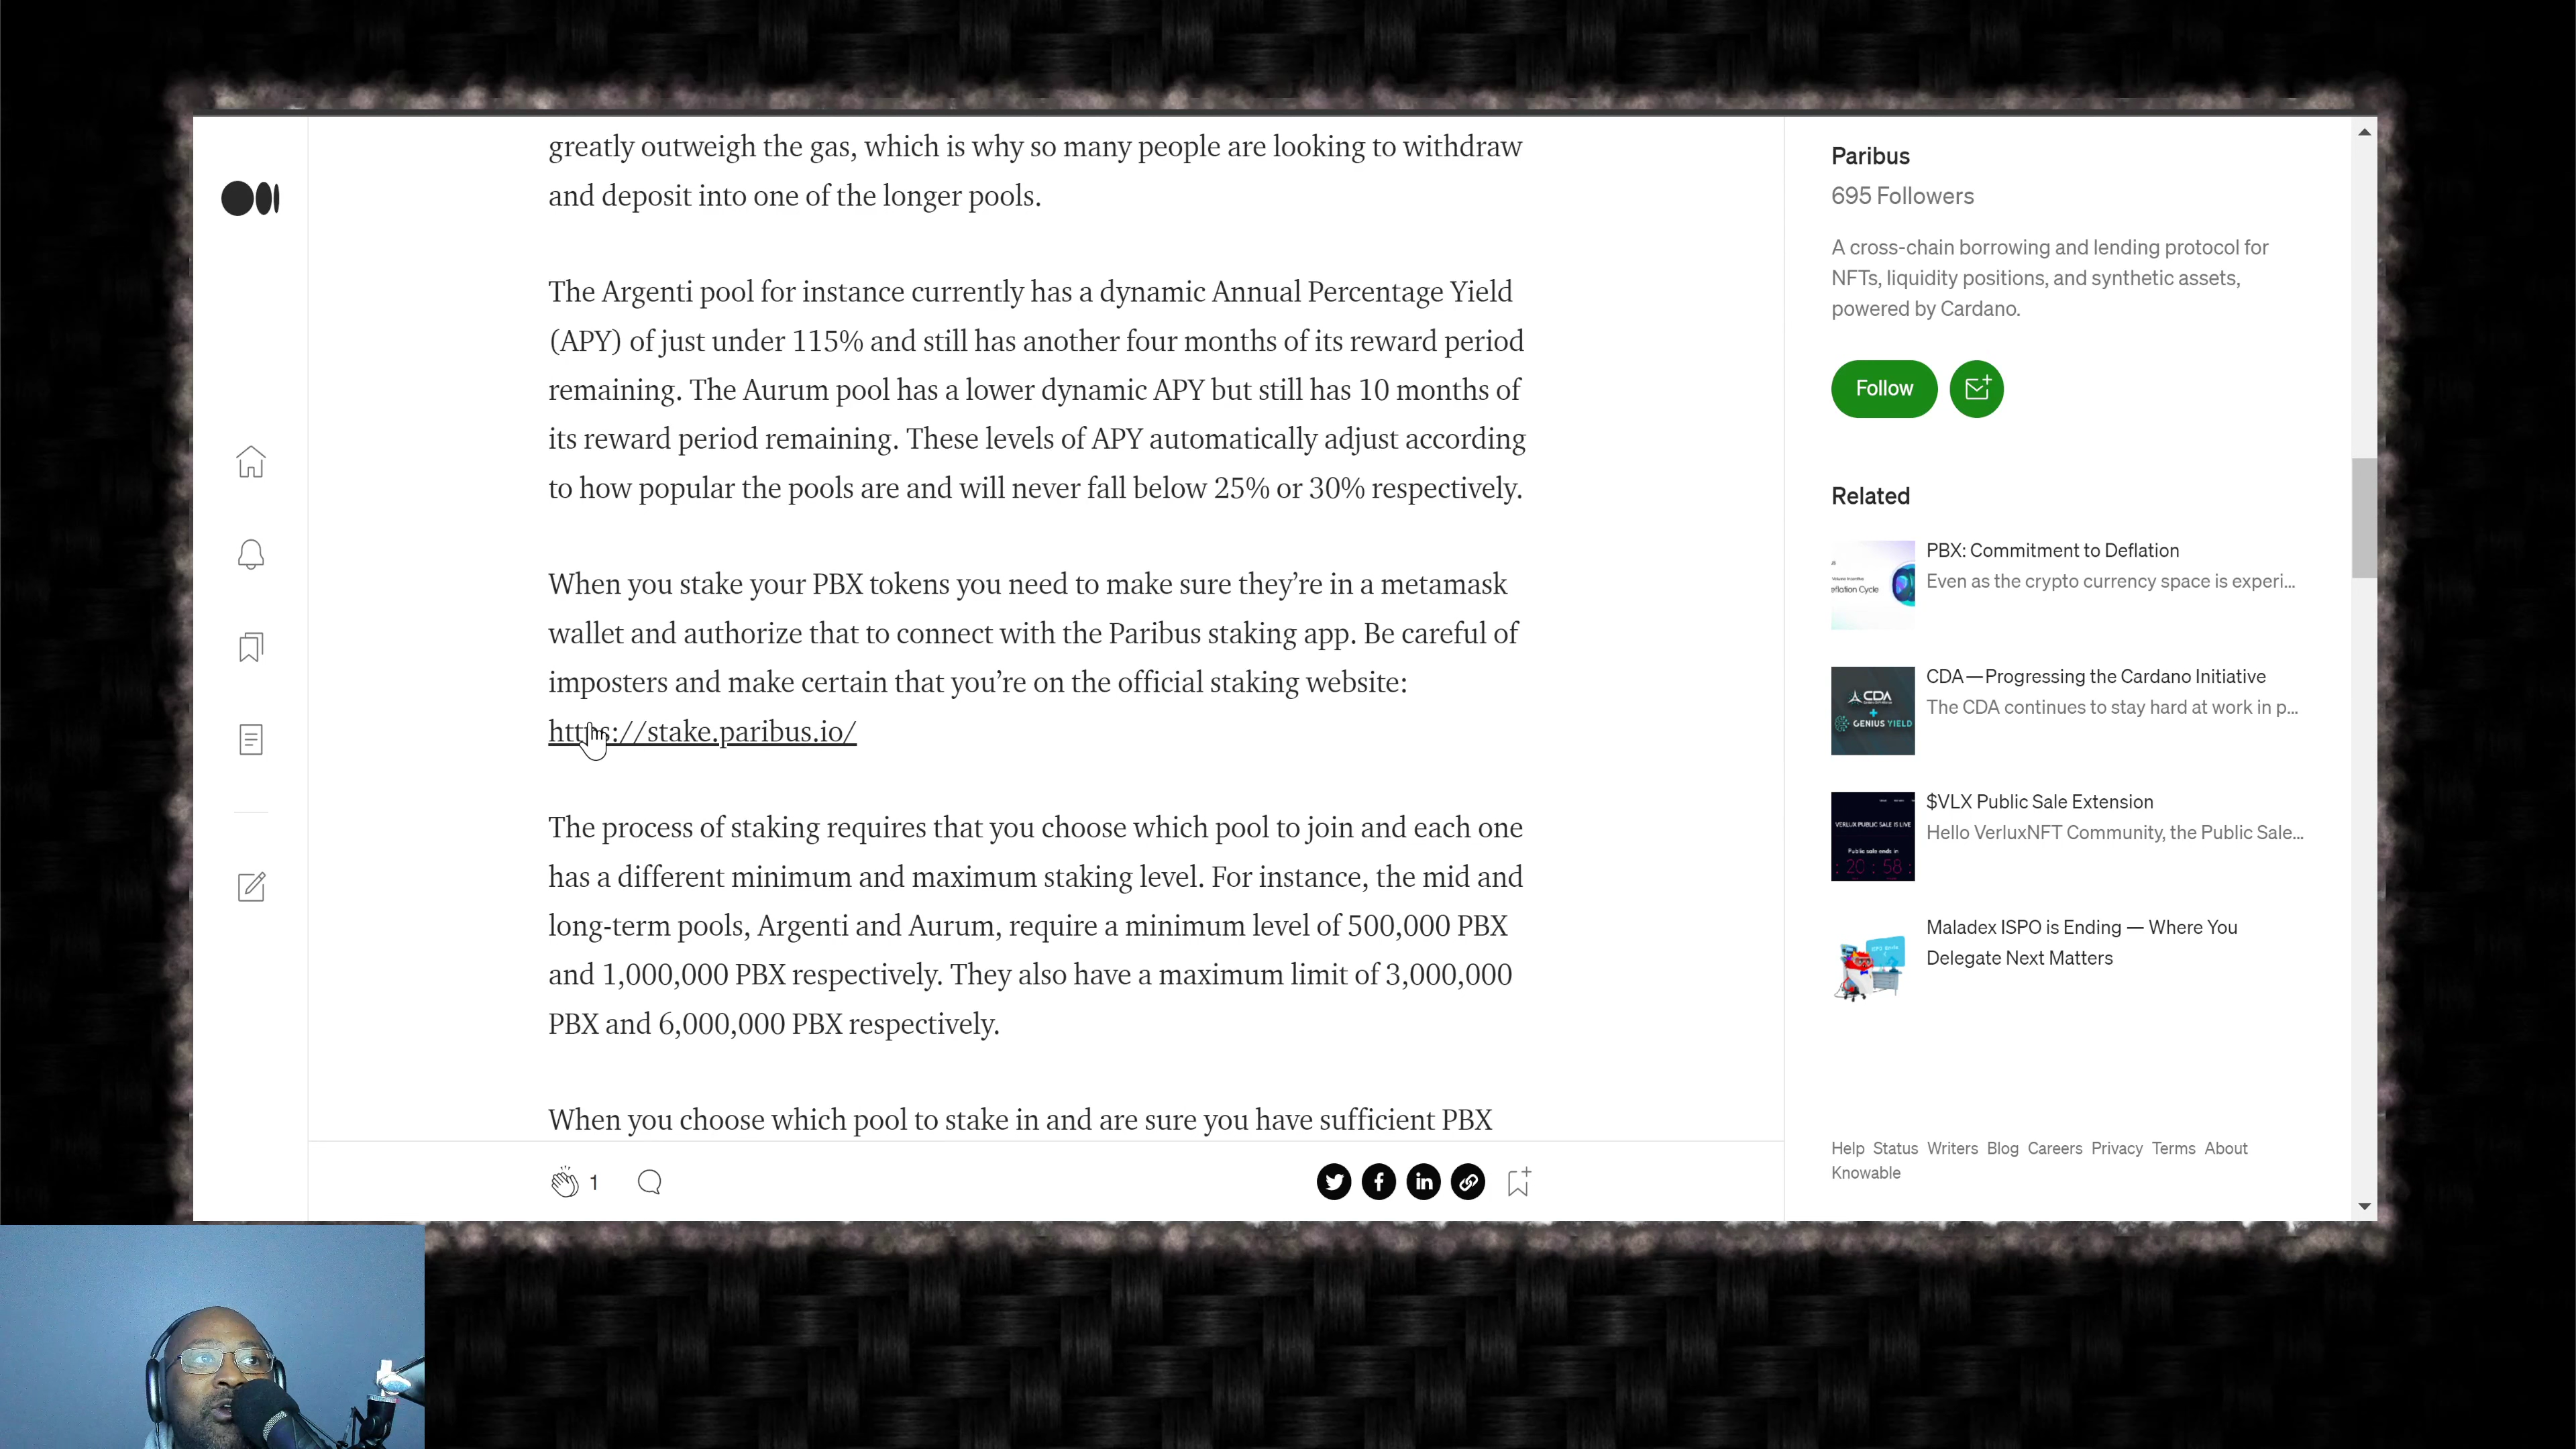 greatly outweigh the gas, which is why so many people are looking to withdraw
and deposit into one of the longer pools.
The Argenti pool for instance currently has a dynamic Annual Percentage Yield
(APY) of just under 115% and still has another four months of its reward period
remaining. The Aurum pool has a lower dynamic APY but still has 10 months of
its reward period remaining. These levels of APY automatically adjust according
to how popular the pools are and will never fall below 25% or 30% respectively.
When you stake your PBX tokens you need to make sure they’re in a metamask
wallet and authorize that to connect with the Paribus staking app. Be careful of
imposters and make certain that you’re on the official staking website:
https://stake.paribus.io/
The process of staking requires that you choose which pool to join and each one
has a different minimum and maximum staking level. For instance, the mid and
long-term pools, Argenti and Aurum, require a minimum level of 500,000 PBX
and 1,000,000 PBX respectively. They also have a maximum limit of 3,000,000
PBX and 6,000,000 PBX respectively.
When you choose which pool to stake in and are sure you have sufficient PBX
1
Paribus
695 Followers
A cross-chain borrowing and lending protocol for
NFTs, liquidity positions, and synthetic assets,
powered by Cardano.
Follow
Related
PBX: Commitment to Deflation
Even as the crypto currency space is experi...
eflation Cycle
CDA — Progressing the Cardano Initiative
The CDA continues to stay hard at work in p...
CDA
+
GENIUS YIELD
$VLX Public Sale Extension
Hello VerluxNFT Community, the Public Sale...
VERLUX PUBLIC SALE IS LIVE
Public sale ends in
: 20 : 58 :
Maladex ISPO is Ending — Where You
Delegate Next Matters
Help Status Writers Blog Careers Privacy Terms About
Knowable